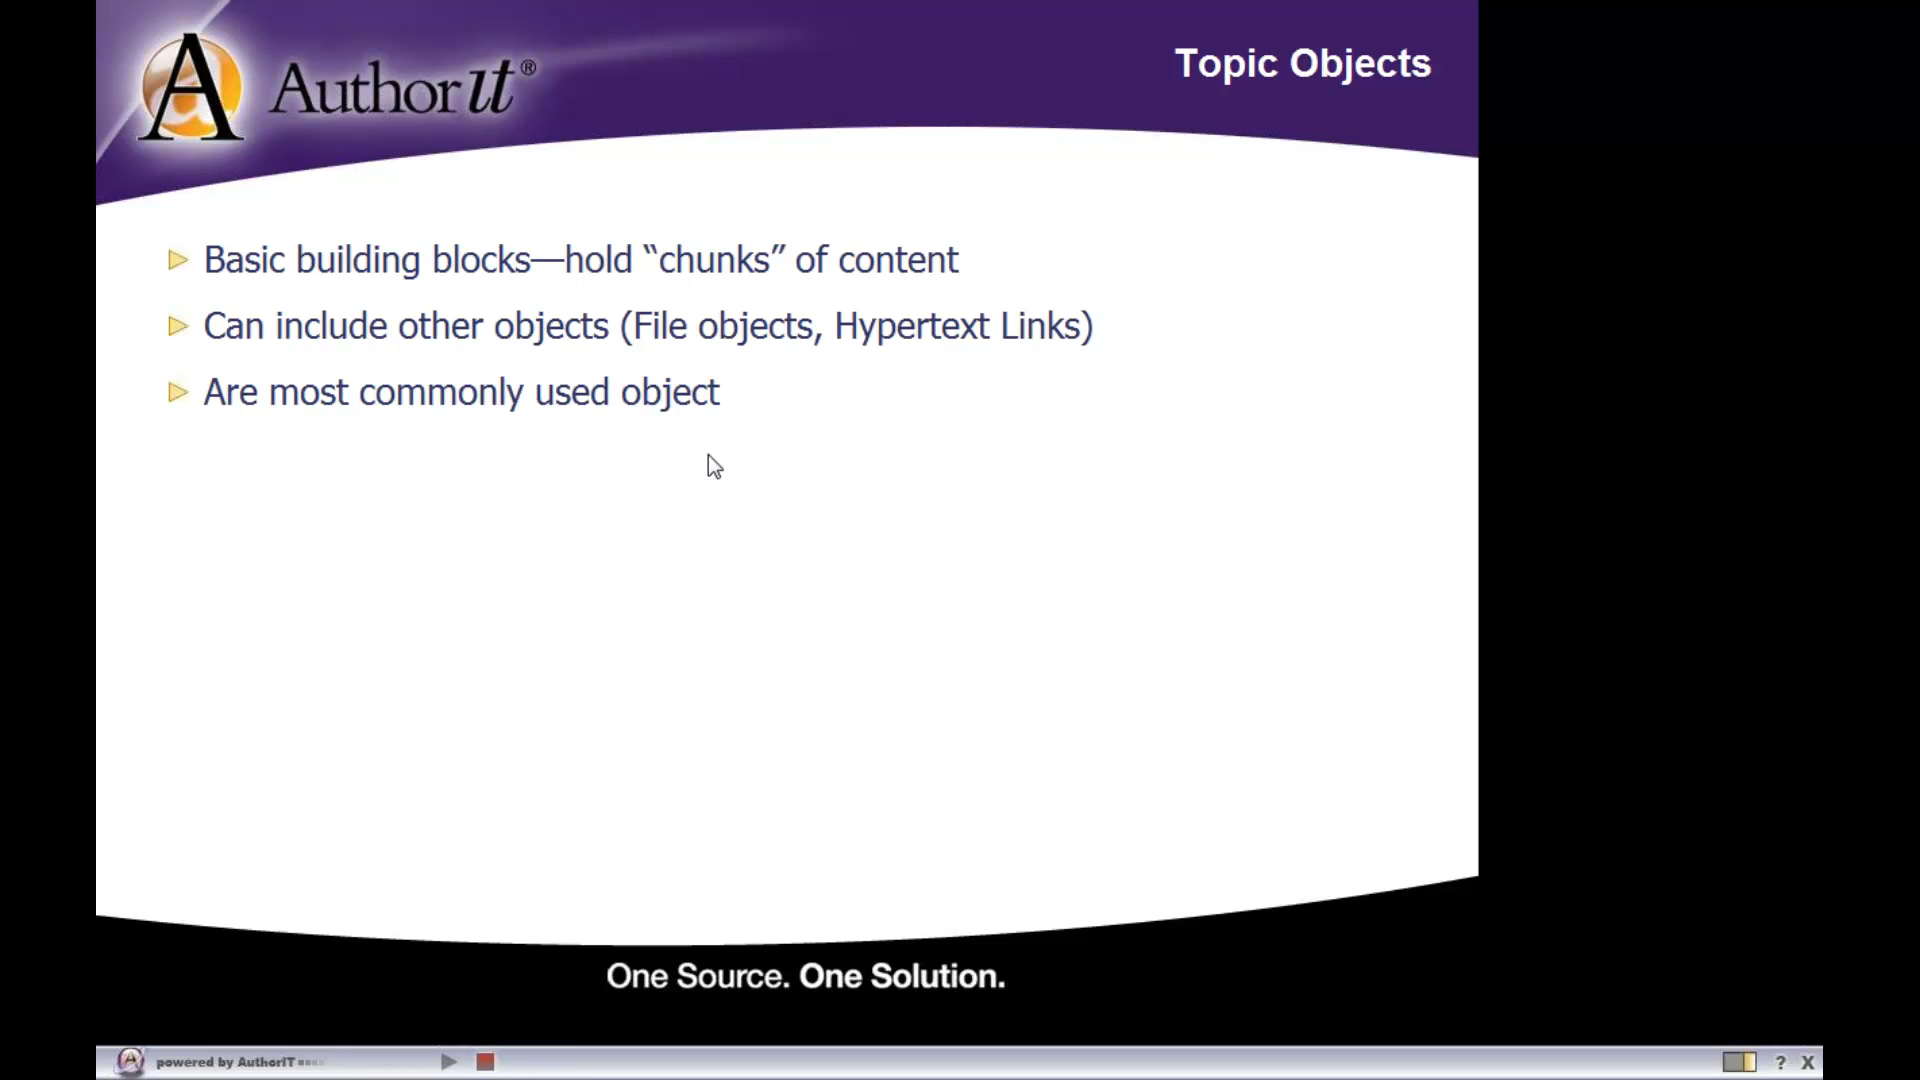 Authorit®
Topic Objects
Basic building blocks—hold “chunks” of content
Can include other objects (File objects, Hypertext Links)
Are most commonly used object
One Source. One Solution.
powered by AuthorIT
? X